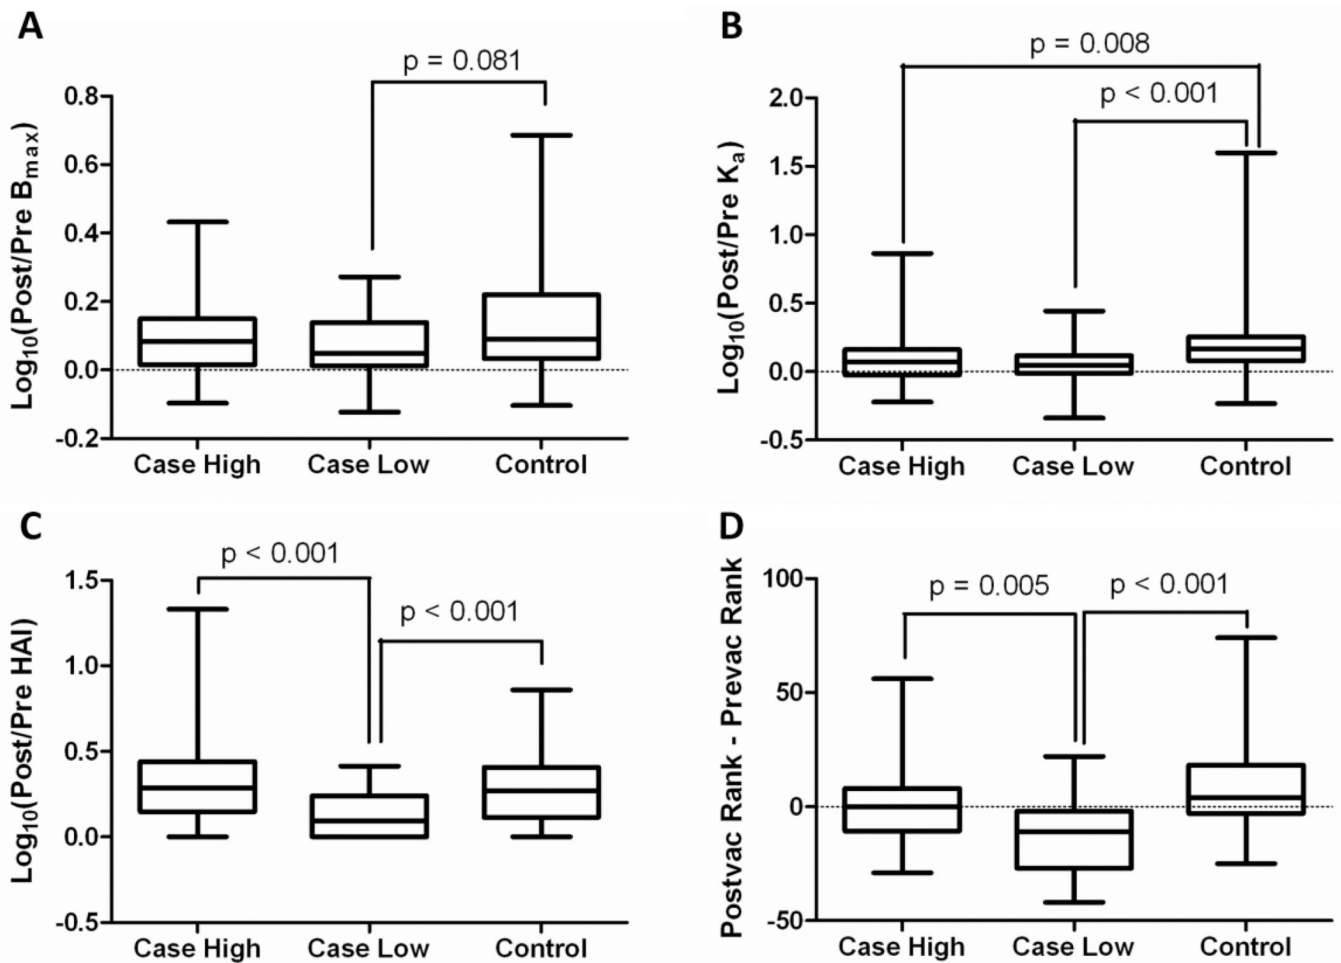 A
p = 0.081
Log10(Post/Pre Bmax)
0.8
0.6
0.4
0.2
0.0
-0.2
Case High
Case Low
Control
B
p = 0.008
p < 0.001
Log10(Post/Pre Ka)
2.0
1.5
1.0
0.5
0.0
-0.5
Case High
Case Low
Control
C
p < 0.001
p < 0.001
Log10(Post/Pre HAI)
1.5
1.0
0.5
0.0
-0.5
Case High
Case Low
Control
D
p = 0.005
p < 0.001
Postvac Rank - Prevac Rank
100
50
0
-50
Case High
Case Low
Control